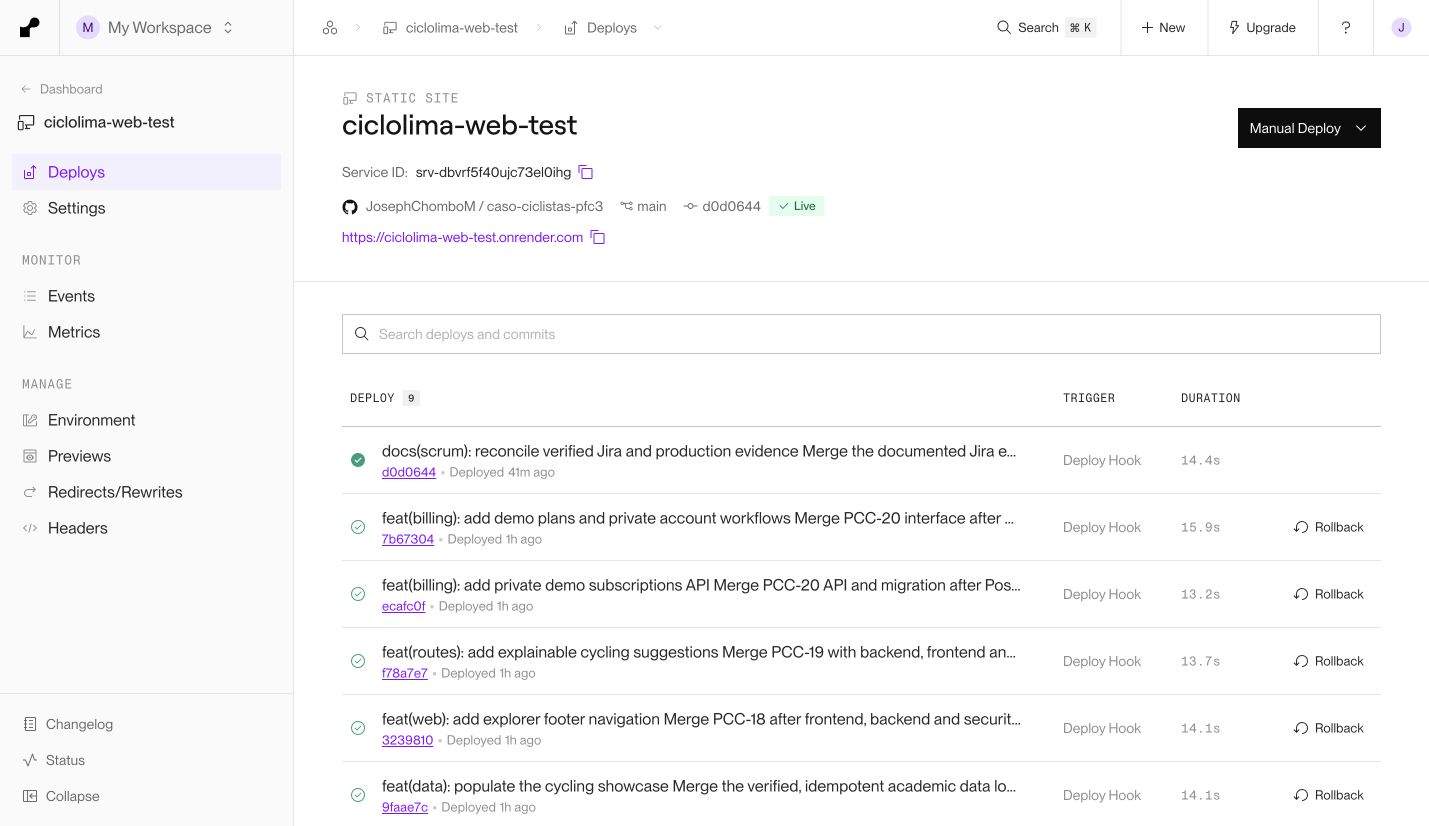 M My Workspace
ciclolima-web-test
Deploys
Search ⌘ K
New
Upgrade
?
J
Dashboard
ciclolima-web-test
Deploys
Settings
MONITOR
Events
Metrics
MANAGE
Environment
Previews
Redirects/Rewrites
Headers
Changelog
Status
Collapse
STATIC SITE
ciclolima-web-test
Manual Deploy
Service ID: srv-dbvrf5f40ujc73el0ihg
JosephChomboM / caso-ciclistas-pfc3 main d0d0644 Live
https://ciclolima-web-test.onrender.com
Search deploys and commits
DEPLOY 9 TRIGGER DURATION
docs(scrum): reconcile verified Jira and production evidence Merge the documented Jira e...
d0d0644 • Deployed 41m ago
Deploy Hook 14.4s
feat(billing): add demo plans and private account workflows Merge PCC-20 interface after ...
7b67304 • Deployed 1h ago
Deploy Hook 15.9s Rollback
feat(billing): add private demo subscriptions API Merge PCC-20 API and migration after Pos...
ecafc0f • Deployed 1h ago
Deploy Hook 13.2s Rollback
feat(routes): add explainable cycling suggestions Merge PCC-19 with backend, frontend an...
f78a7e7 • Deployed 1h ago
Deploy Hook 13.7s Rollback
feat(web): add explorer footer navigation Merge PCC-18 after frontend, backend and securit...
3239810 • Deployed 1h ago
Deploy Hook 14.1s Rollback
feat(data): populate the cycling showcase Merge the verified, idempotent academic data lo...
9faae7c • Deployed 1h ago
Deploy Hook 14.1s Rollback